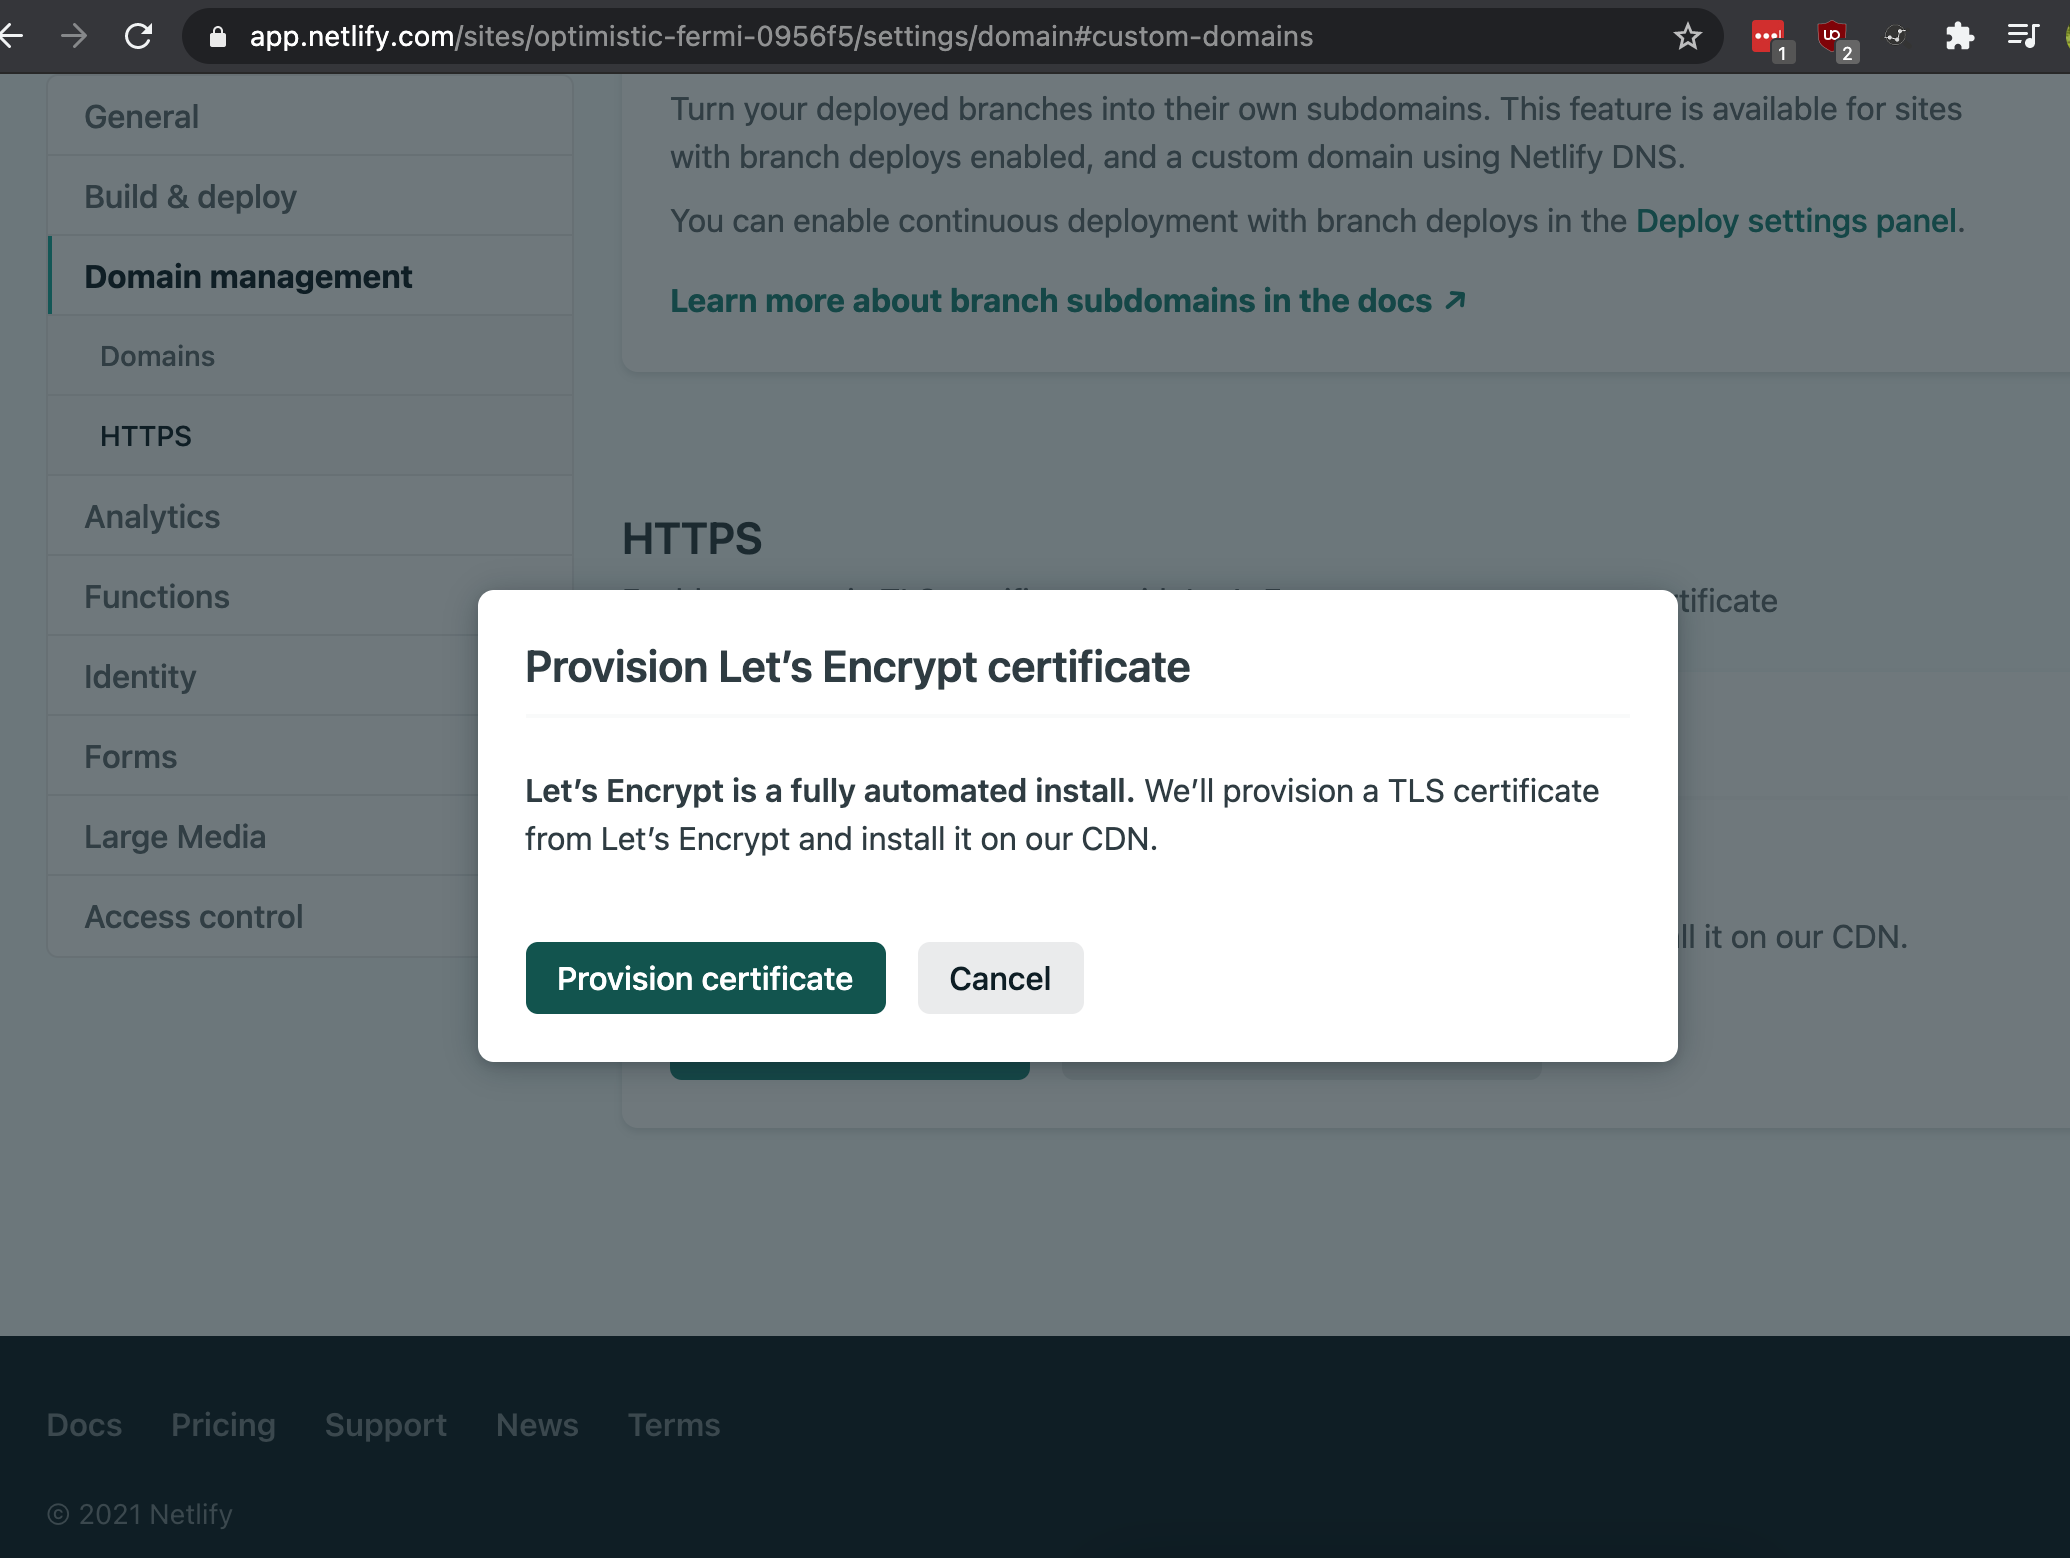 app.netlify.com/sites/optimistic-fermi-0956f5/settings/domain#custom-domains
1
2
General
Build & deploy
Domain management
Domains
HTTPS
Analytics
Functions
Identity
Forms
Large Media
Access control
Turn your deployed branches into their own subdomains. This feature is available for sites
with branch deploys enabled, and a custom domain using Netlify DNS.
You can enable continuous deployment with branch deploys in the Deploy settings panel.
Learn more about branch subdomains in the docs ↗
HTTPS
tificate
ll it on our CDN.
Provision Let’s Encrypt certificate
Let’s Encrypt is a fully automated install. We’ll provision a TLS certificate
from Let’s Encrypt and install it on our CDN.
Provision certificate
Cancel
Docs Pricing Support News Terms
© 2021 Netlify